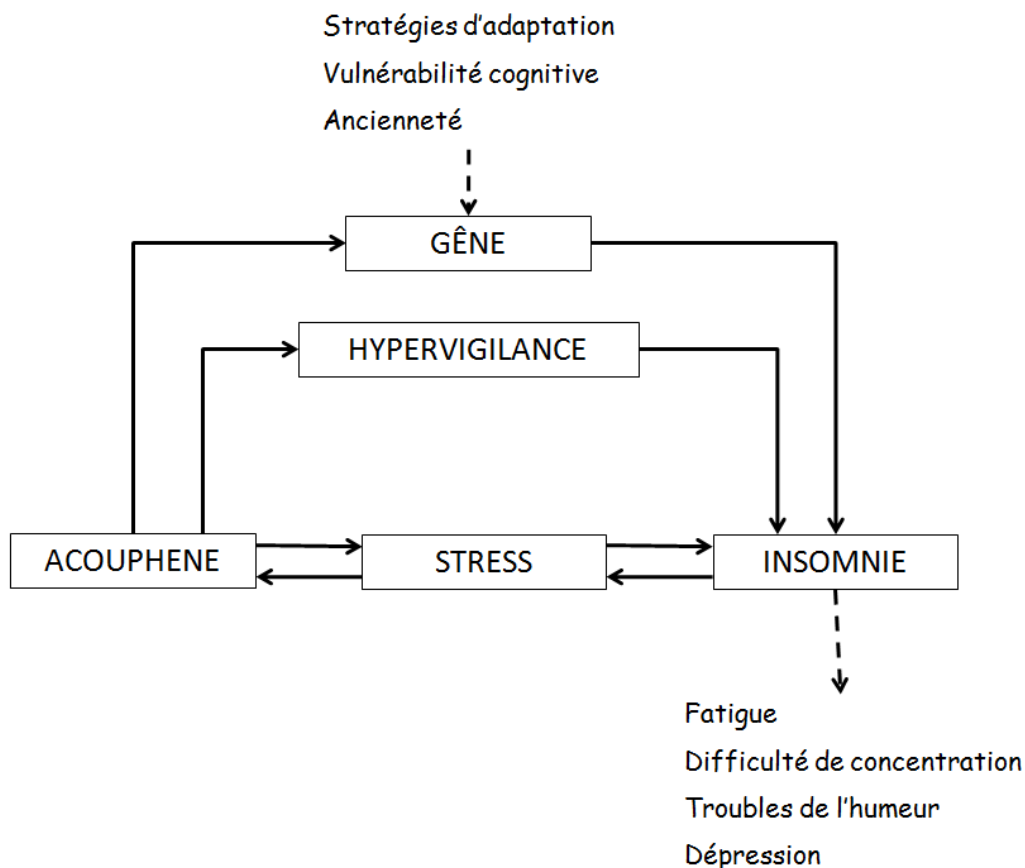 Stratégies d'adaptation
Vulnérabilité cognitive
Ancienneté
GÊNE
HYPERVIGILANCE
ACOUPHENE
STRESS
INSOMNIE
Fatigue
Difficulté de concentration
Troubles de l'humeur
Dépression